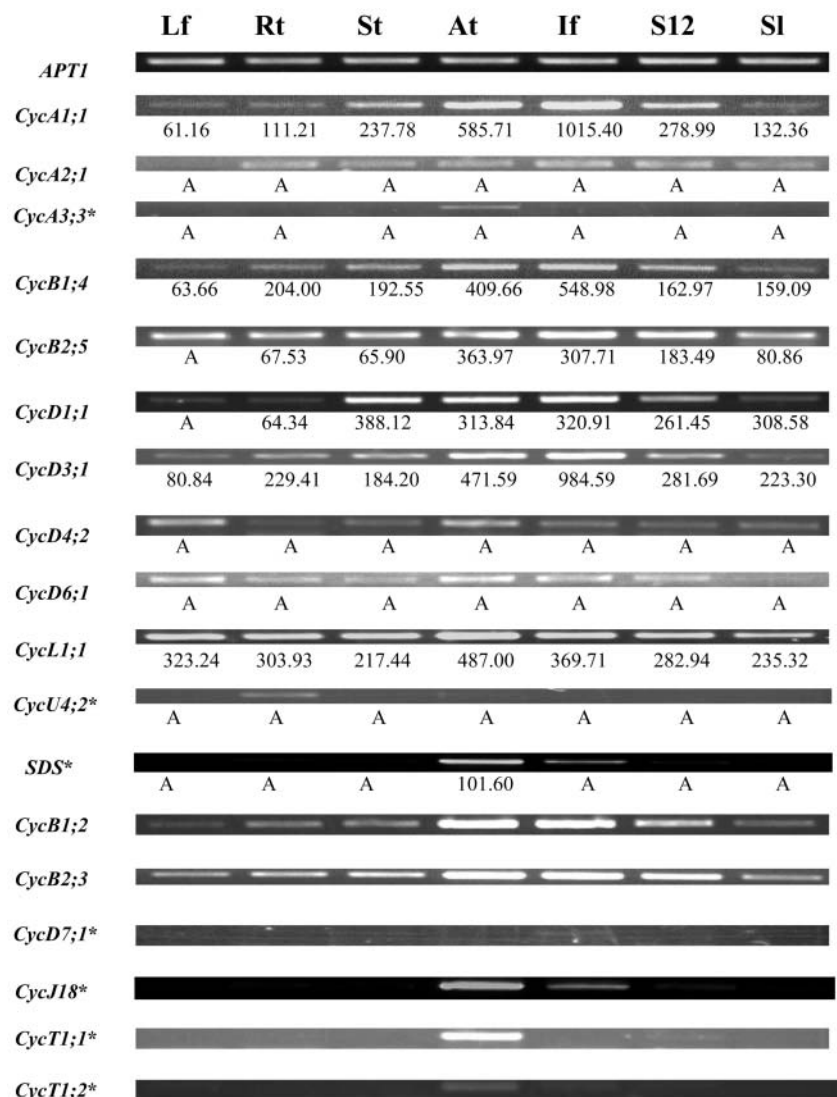 Lf Rt St At If S12 Sl
APT1
CycA1;1
61.16 111.21 237.78 585.71 1015.40 278.99 132.36
CycA2;1
A A A A A A A
CycA3;3*
A A A A A A A
CycB1;4
63.66 204.00 192.55 409.66 548.98 162.97 159.09
CycB2;5
A 67.53 65.90 363.97 307.71 183.49 80.86
CycD1;1
A 64.34 388.12 313.84 320.91 261.45 308.58
CycD3;1
80.84 229.41 184.20 471.59 984.59 281.69 223.30
CycD4;2
A A A A A A A
CycD6;1
A A A A A A A
CycL1;1
323.24 303.93 217.44 487.00 369.71 282.94 235.32
CycU4;2*
A A A A A A A
SDS*
A A A 101.60 A A A
CycB1;2
CycB2;3
CycD7;1*
CycJ18*
CycT1;1*
CycT1;2*